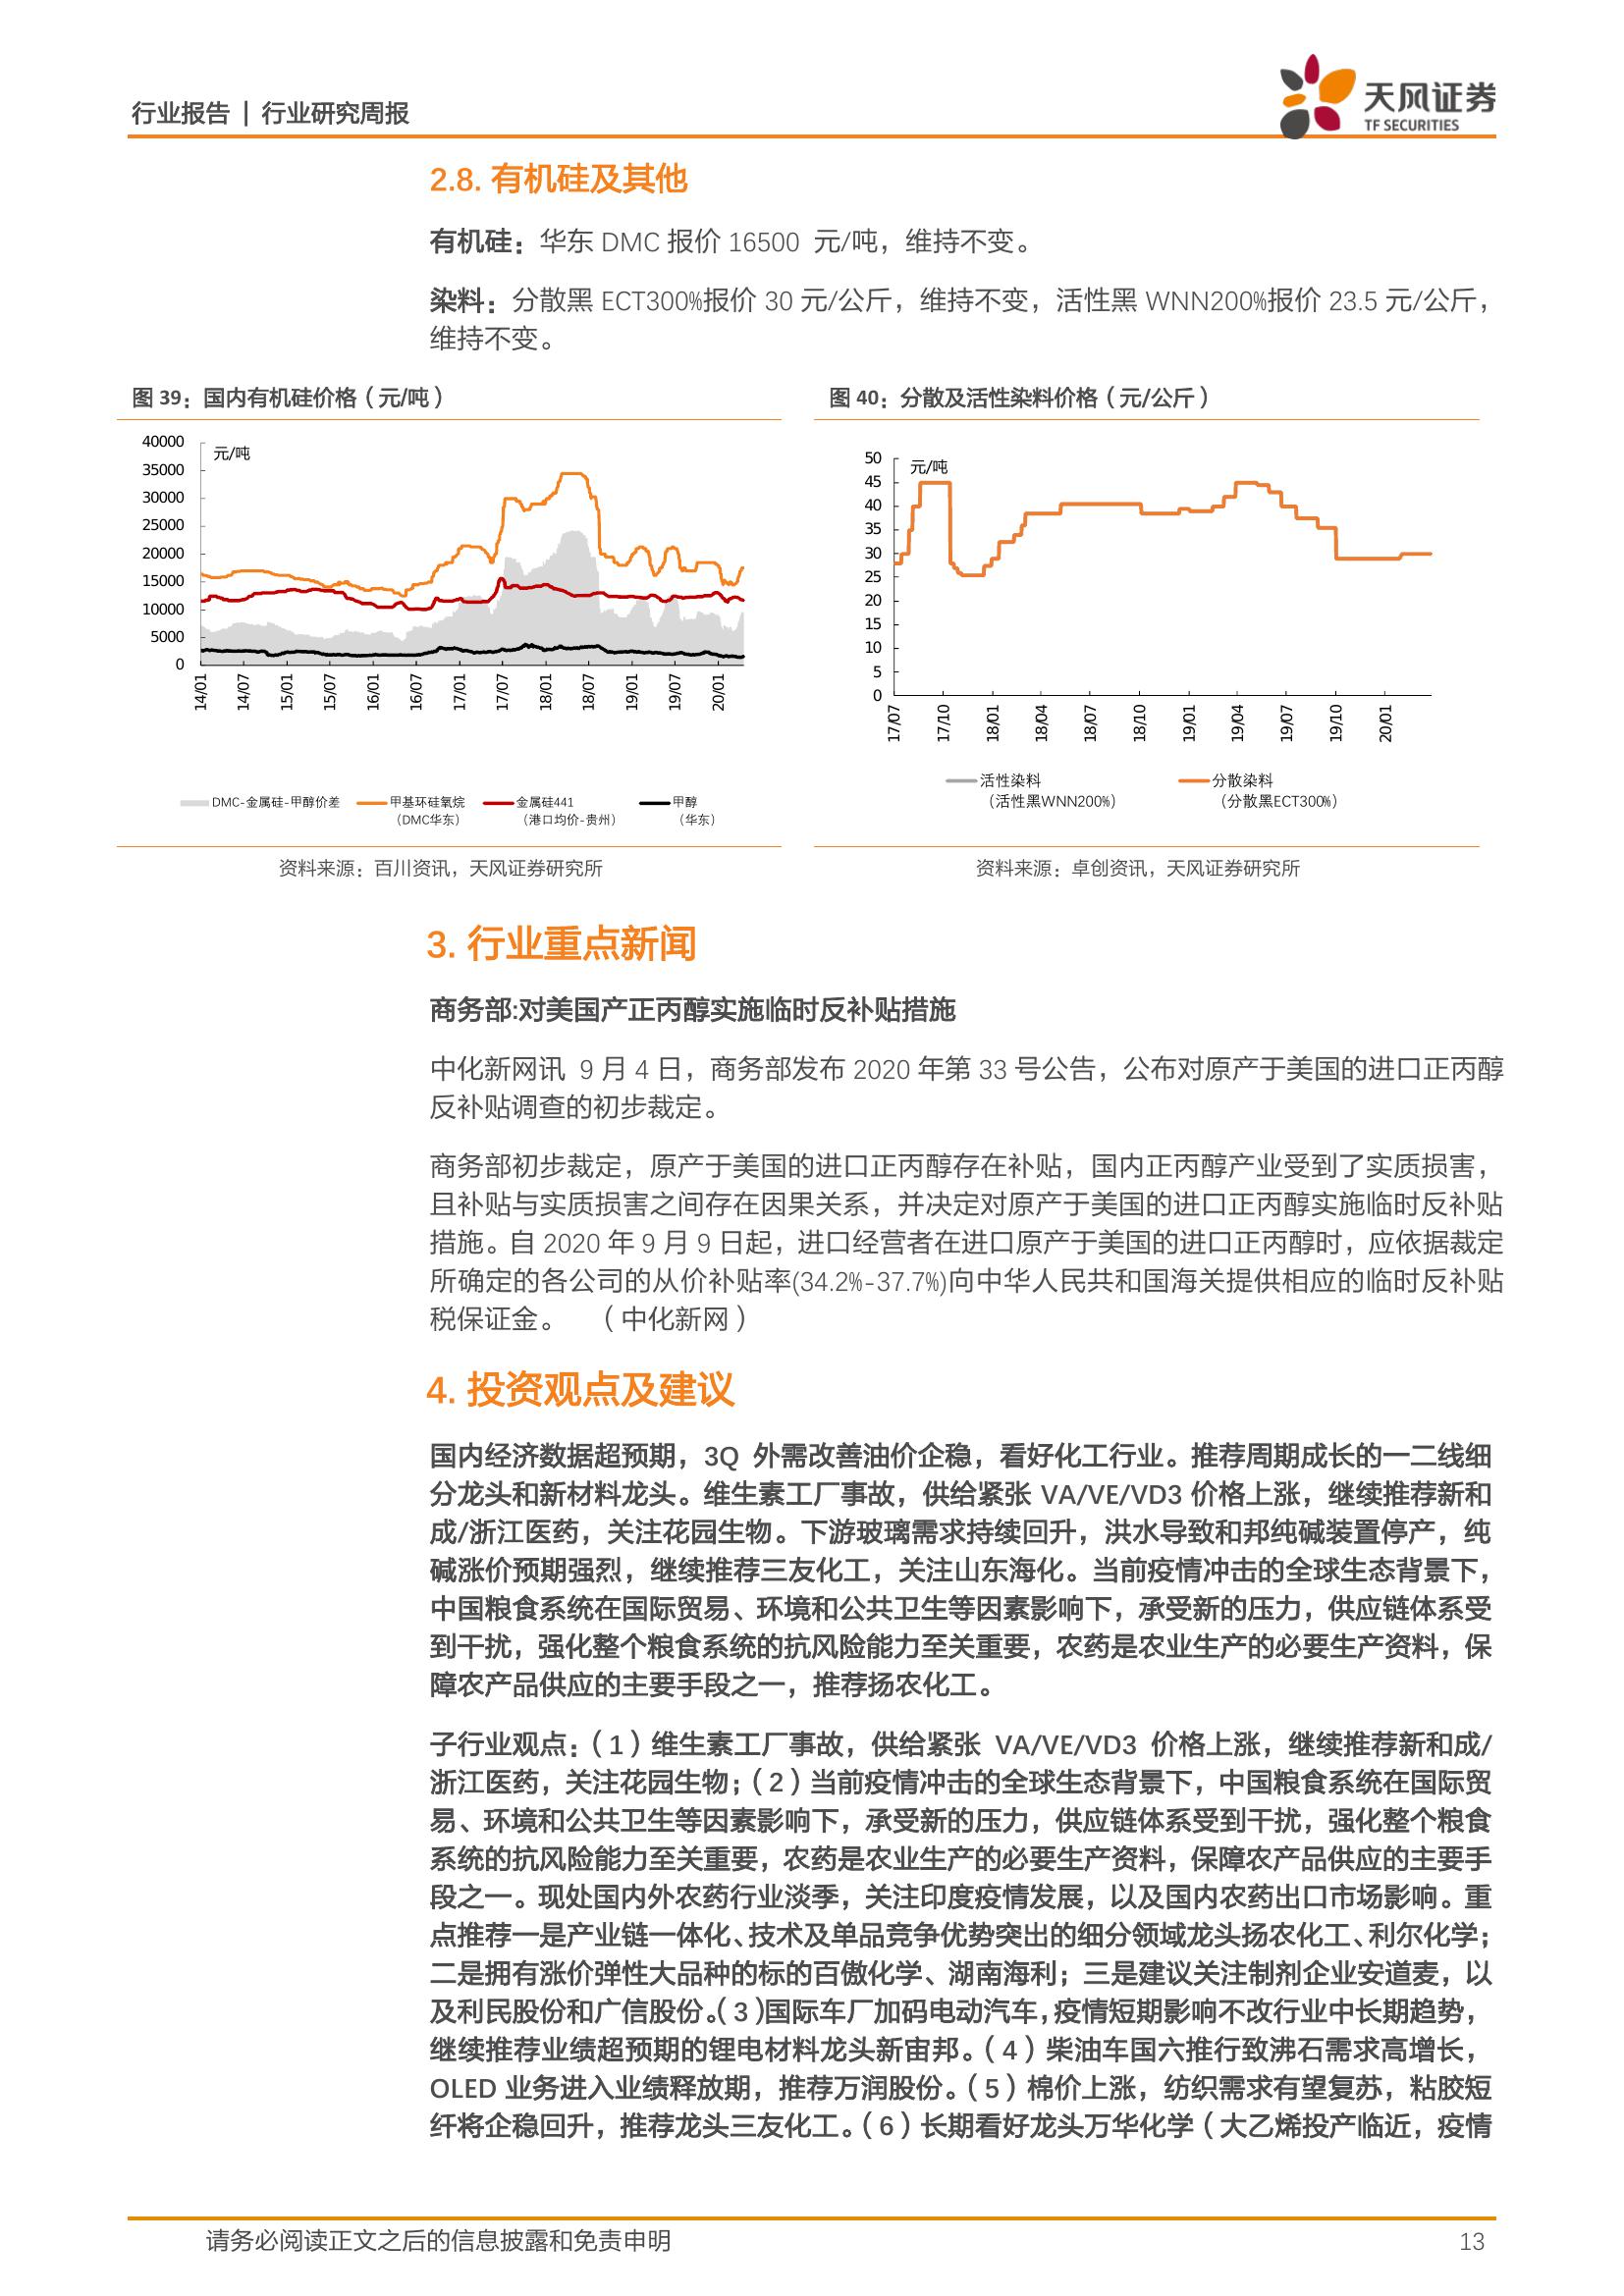 行业报告 | 行业研究周报
天风证券
TF SECURITIES
2.8. 有机硅及其他
有机硅：华东 DMC 报价 16500 元/吨，维持不变。
染料：分散黑 ECT300%报价 30 元/公斤，维持不变，活性黑 WNN200%报价 23.5 元/公斤，
维持不变。
图 39：国内有机硅价格（元/吨）
40000
35000
30000
25000
20000
15000
10000
5000
0
元/吨
14/01
14/07
15/01
15/07
16/01
16/07
17/01
17/07
18/01
18/07
19/01
19/07
20/01
DMC-金属硅-甲醇价差
甲基环硅氧烷
（DMC华东）
金属硅441
（港口均价-贵州）
甲醇
（华东）
资料来源：百川资讯，天风证券研究所
图 40：分散及活性染料价格（元/公斤）
50
45
40
35
30
25
20
15
10
5
0
元/吨
17/07
17/10
18/01
18/04
18/07
18/10
19/01
19/04
19/07
19/10
20/01
活性染料
（活性黑WNN200%）
分散染料
（分散黑ECT300%）
资料来源：卓创资讯，天风证券研究所
3. 行业重点新闻
商务部:对美国产正丙醇实施临时反补贴措施
中化新网讯 9 月 4 日，商务部发布 2020 年第 33 号公告，公布对原产于美国的进口正丙醇
反补贴调查的初步裁定。
商务部初步裁定，原产于美国的进口正丙醇存在补贴，国内正丙醇产业受到了实质损害，
且补贴与实质损害之间存在因果关系，并决定对原产于美国的进口正丙醇实施临时反补贴
措施。自 2020 年 9 月 9 日起，进口经营者在进口原产于美国的进口正丙醇时，应依据裁定
所确定的各公司的从价补贴率(34.2%-37.7%)向中华人民共和国海关提供相应的临时反补贴
税保证金。 （中化新网）
4. 投资观点及建议
国内经济数据超预期，3Q 外需改善油价企稳，看好化工行业。推荐周期成长的一二线细
分龙头和新材料龙头。维生素工厂事故，供给紧张 VA/VE/VD3 价格上涨，继续推荐新和
成/浙江医药，关注花园生物。下游玻璃需求持续回升，洪水导致和邦纯碱装置停产，纯
碱涨价预期强烈，继续推荐三友化工，关注山东海化。当前疫情冲击的全球生态背景下，
中国粮食系统在国际贸易、环境和公共卫生等因素影响下，承受新的压力，供应链体系受
到干扰，强化整个粮食系统的抗风险能力至关重要，农药是农业生产的必要生产资料，保
障农产品供应的主要手段之一，推荐扬农化工。
子行业观点：（1）维生素工厂事故，供给紧张 VA/VE/VD3 价格上涨，继续推荐新和成/
浙江医药，关注花园生物；（2）当前疫情冲击的全球生态背景下，中国粮食系统在国际贸
易、环境和公共卫生等因素影响下，承受新的压力，供应链体系受到干扰，强化整个粮食
系统的抗风险能力至关重要，农药是农业生产的必要生产资料，保障农产品供应的主要手
段之一。现处国内外农药行业淡季，关注印度疫情发展，以及国内农药出口市场影响。重
点推荐一是产业链一体化、技术及单品竞争优势突出的细分领域龙头扬农化工、利尔化学；
二是拥有涨价弹性大品种的标的百傲化学、湖南海利；三是建议关注制剂企业安道麦，以
及利民股份和广信股份。（3）国际车厂加码电动汽车，疫情短期影响不改行业中长期趋势，
继续推荐业绩超预期的锂电材料龙头新宙邦。（4）柴油车国六推行致沸石需求高增长，
OLED 业务进入业绩释放期，推荐万润股份。（5）棉价上涨，纺织需求有望复苏，粘胶短
纤将企稳回升，推荐龙头三友化工。（6）长期看好龙头万华化学（大乙烯投产临近，疫情
请务必阅读正文之后的信息披露和免责申明
13